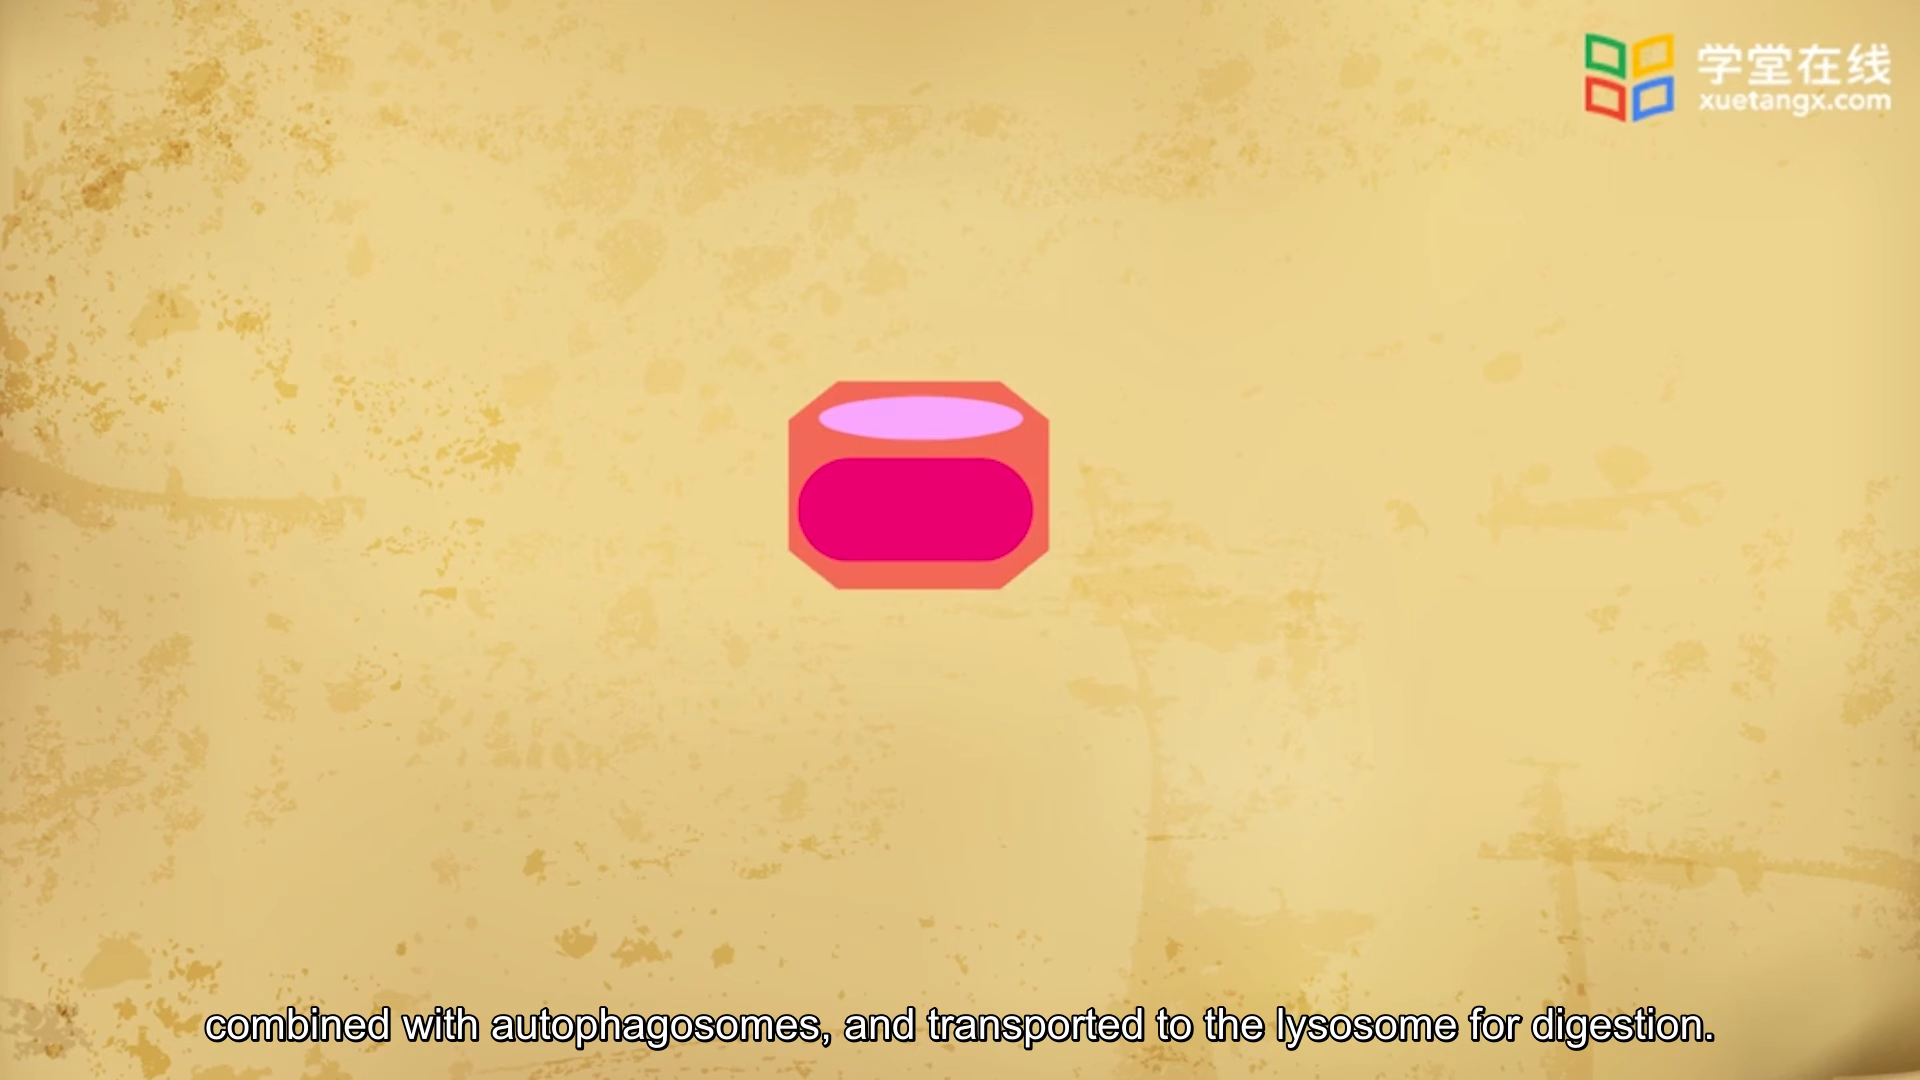 学堂在线
xuetangx.com
combined with autophagosomes, and transported to the lysosome for digestion.